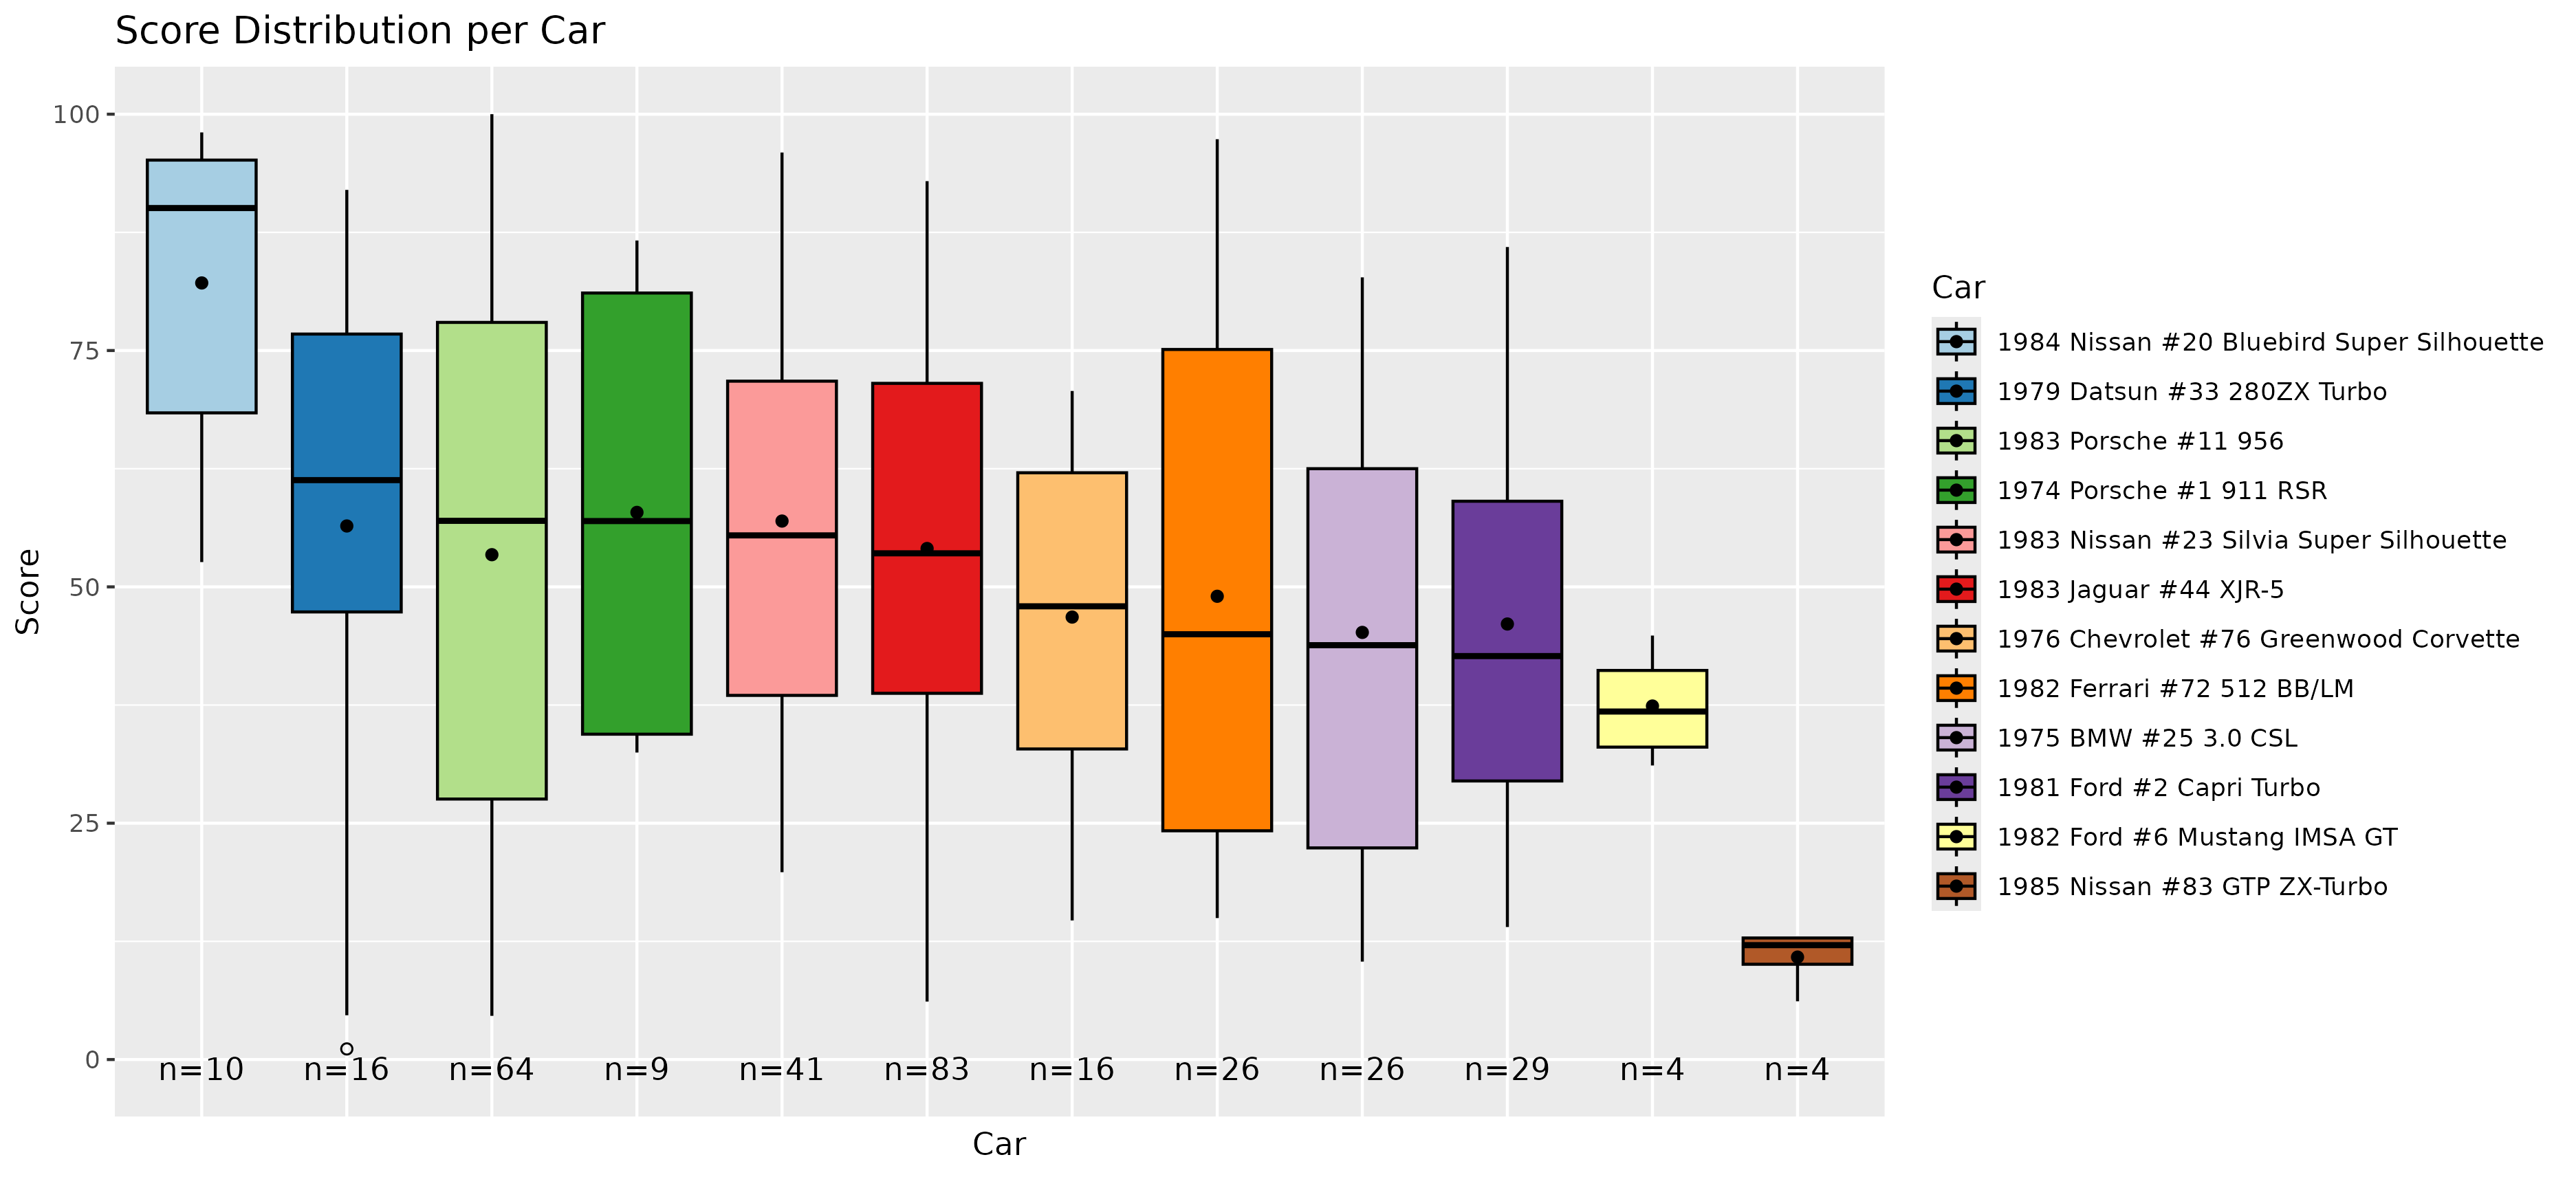 Score Distribution per Car
100
75
50
25
0
Score
n=10 n=16 n=64 n=9 n=41 n=83 n=16 n=26 n=26 n=29 n=4 n=4
Car
Car
1984 Nissan #20 Bluebird Super Silhouette
1979 Datsun #33 280ZX Turbo
1983 Porsche #11 956
1974 Porsche #1 911 RSR
1983 Nissan #23 Silvia Super Silhouette
1983 Jaguar #44 XJR-5
1976 Chevrolet #76 Greenwood Corvette
1982 Ferrari #72 512 BB/LM
1975 BMW #25 3.0 CSL
1981 Ford #2 Capri Turbo
1982 Ford #6 Mustang IMSA GT
1985 Nissan #83 GTP ZX-Turbo